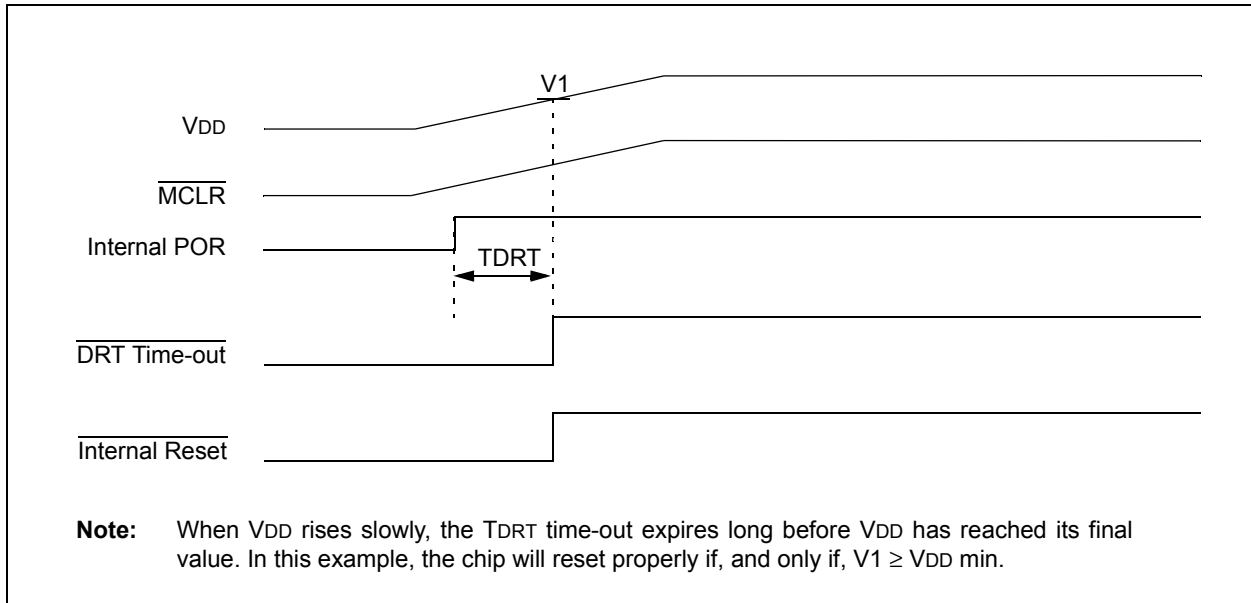 V1
VDD
MCLR
Internal POR
TDRT
DRT Time-out
Internal Reset
Note: When VDD rises slowly, the TDRT time-out expires long before VDD has reached its final
value. In this example, the chip will reset properly if, and only if, V1 ≥ VDD min.